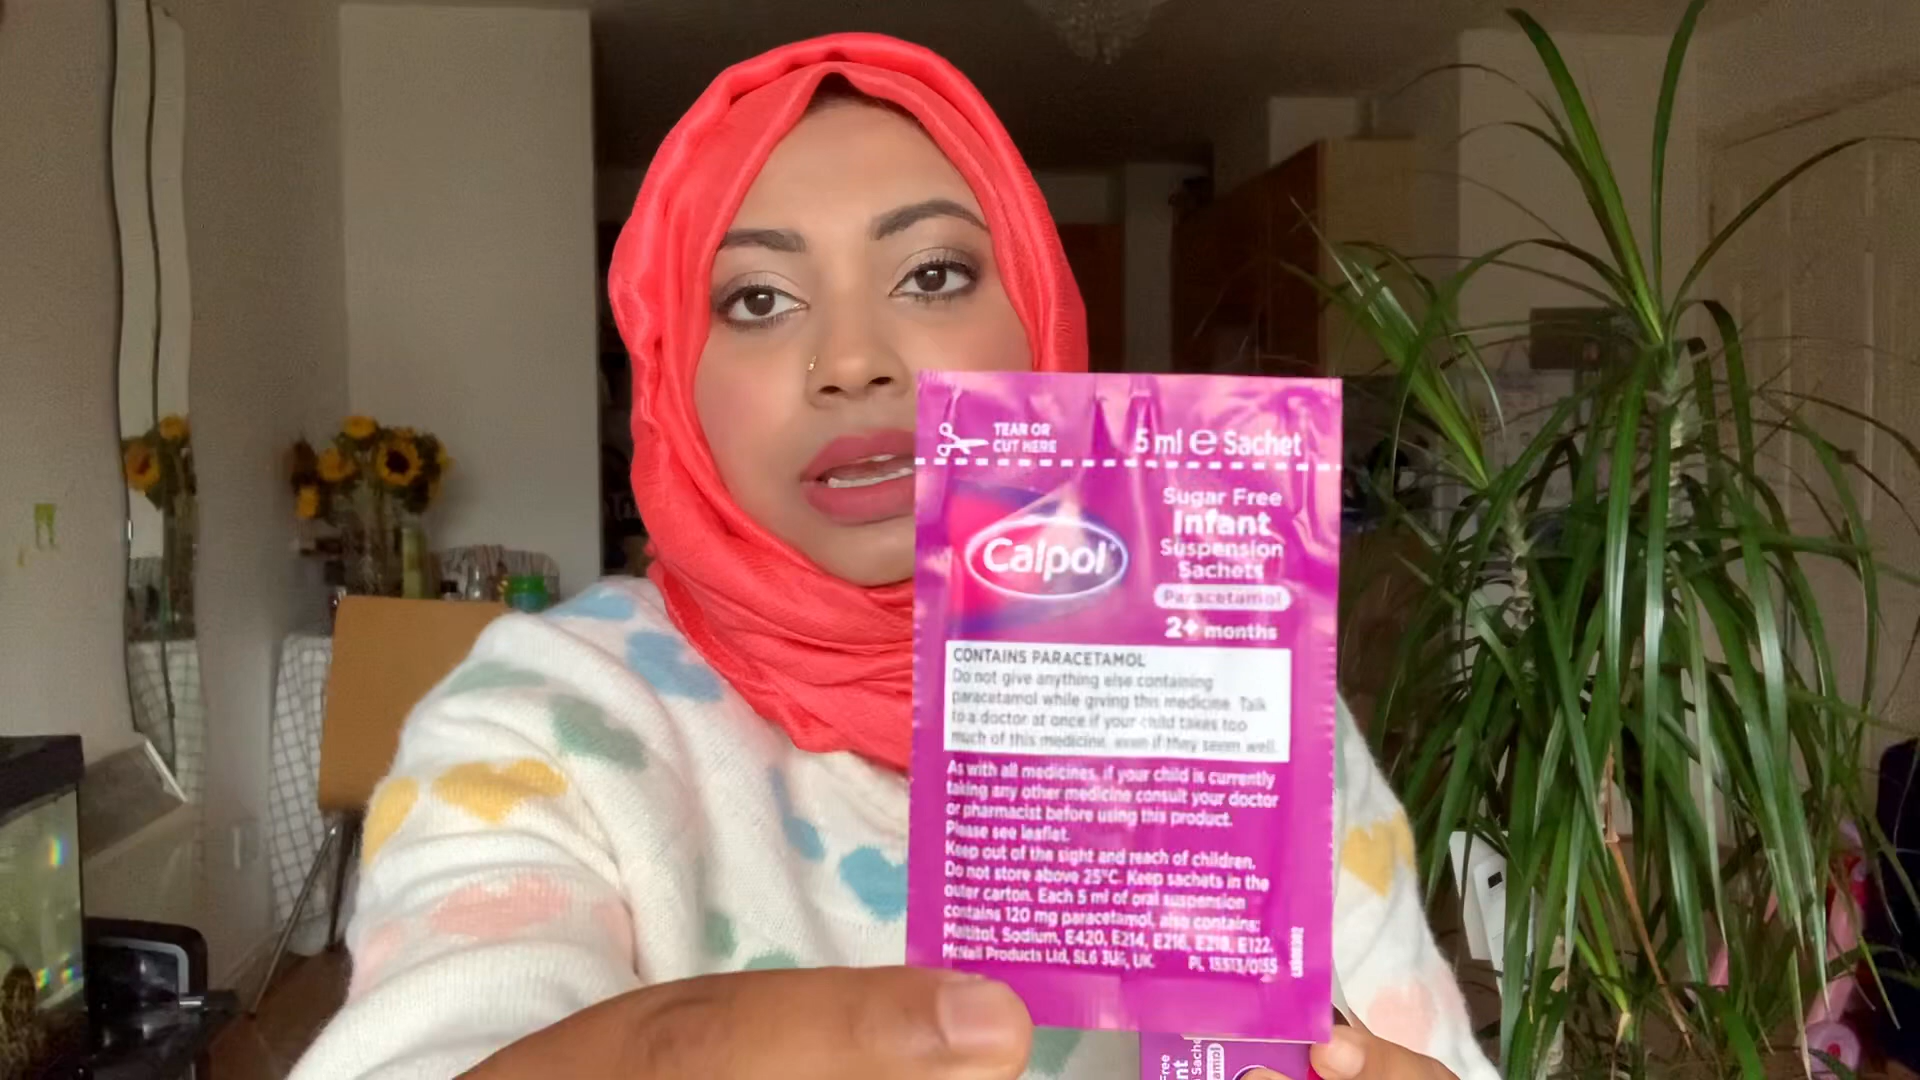 TEAR OR
CUT HERE
5 ml e Sachet
Calpol
Sugar Free
Infant
Suspension
Sachets
Paracetamol
2+ months
CONTAINS PARACETAMOL
Do not give anything else containing
paracetamol while giving this medicine. Talk
to a doctor at once if your child takes too
much of this medicine, even if they seem well.
As with all medicines, if your child is currently
taking any other medicine consult your doctor
or pharmacist before using this product.
Please see leaflet.
Keep out of the sight and reach of children.
Do not store above 25°C. Keep sachets in the
outer carton. Each 5 ml of oral suspension
contains 120 mg paracetamol, also contains:
Maltitol, Sodium, E420, E214, E216, E218, E122.
McNeil Products Ltd, SL6 3UG, UK.
PL 15513/0155
Free